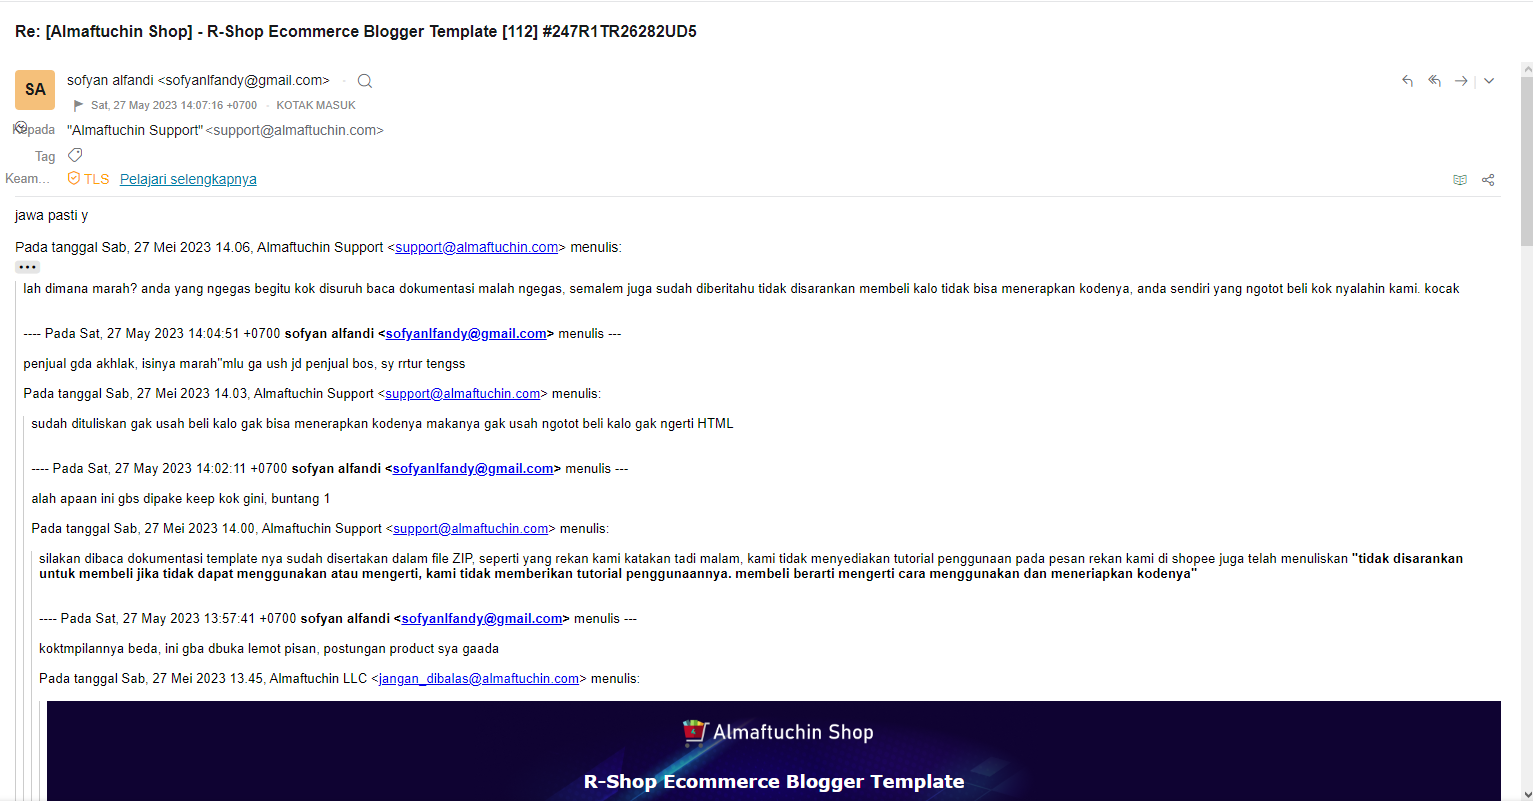 Re: [Almaftuchin Shop] - R-Shop Ecommerce Blogger Template [112] #247R1TR26282UD5
SA
sofyan alfandi <sofyanlfandy@gmail.com>
Sat, 27 May 2023 14:07:16 +0700 · KOTAK MASUK
Kepada "Almaftuchin Support" <support@almaftuchin.com>
Tag
Keam... TLS Pelajari selengkapnya
jawa pasti y
Pada tanggal Sab, 27 Mei 2023 14.06, Almaftuchin Support <support@almaftuchin.com> menulis:
•••
lah dimana marah? anda yang ngegas begitu kok disuruh baca dokumentasi malah ngegas, semalem juga sudah diberitahu tidak disarankan membeli kalo tidak bisa menerapkan kodenya, anda sendiri yang ngotot beli kok nyalahin kami. kocak
---- Pada Sat, 27 May 2023 14:04:51 +0700 sofyan alfandi <sofyanlfandy@gmail.com> menulis ---
penjual gda akhlak, isinya marah"mlu ga ush jd penjual bos, sy rrtur tengss
Pada tanggal Sab, 27 Mei 2023 14.03, Almaftuchin Support <support@almaftuchin.com> menulis:
sudah dituliskan gak usah beli kalo gak bisa menerapkan kodenya makanya gak usah ngotot beli kalo gak ngerti HTML
---- Pada Sat, 27 May 2023 14:02:11 +0700 sofyan alfandi <sofyanlfandy@gmail.com> menulis ---
alah apaan ini gbs dipake keep kok gini, buntang 1
Pada tanggal Sab, 27 Mei 2023 14.00, Almaftuchin Support <support@almaftuchin.com> menulis:
silakan dibaca dokumentasi template nya sudah disertakan dalam file ZIP, seperti yang rekan kami katakan tadi malam, kami tidak menyediakan tutorial penggunaan pada pesan rekan kami di shopee juga telah menuliskan "tidak disarankan
untuk membeli jika tidak dapat menggunakan atau mengerti, kami tidak memberikan tutorial penggunaannya. membeli berarti mengerti cara menggunakan dan meneriapkan kodenya"
---- Pada Sat, 27 May 2023 13:57:41 +0700 sofyan alfandi <sofyanlfandy@gmail.com> menulis ---
koktmpilannya beda, ini gba dbuka lemot pisan, postungan product sya gaada
Pada tanggal Sab, 27 Mei 2023 13.45, Almaftuchin LLC <jangan_dibalas@almaftuchin.com> menulis:
Almaftuchin Shop
R-Shop Ecommerce Blogger Template